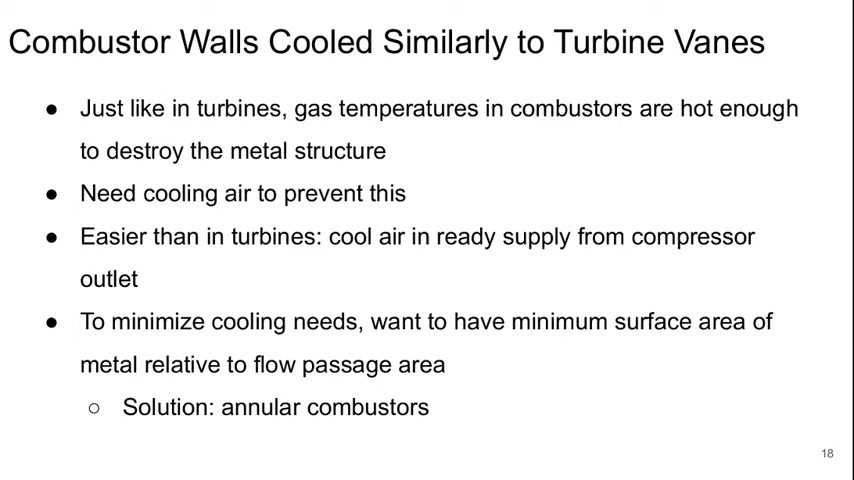 Combustor Walls Cooled Similarly to Turbine Vanes
● Just like in turbines, gas temperatures in combustors are hot enough
to destroy the metal structure
● Need cooling air to prevent this
● Easier than in turbines: cool air in ready supply from compressor
outlet
● To minimize cooling needs, want to have minimum surface area of
metal relative to flow passage area
○ Solution: annular combustors
18